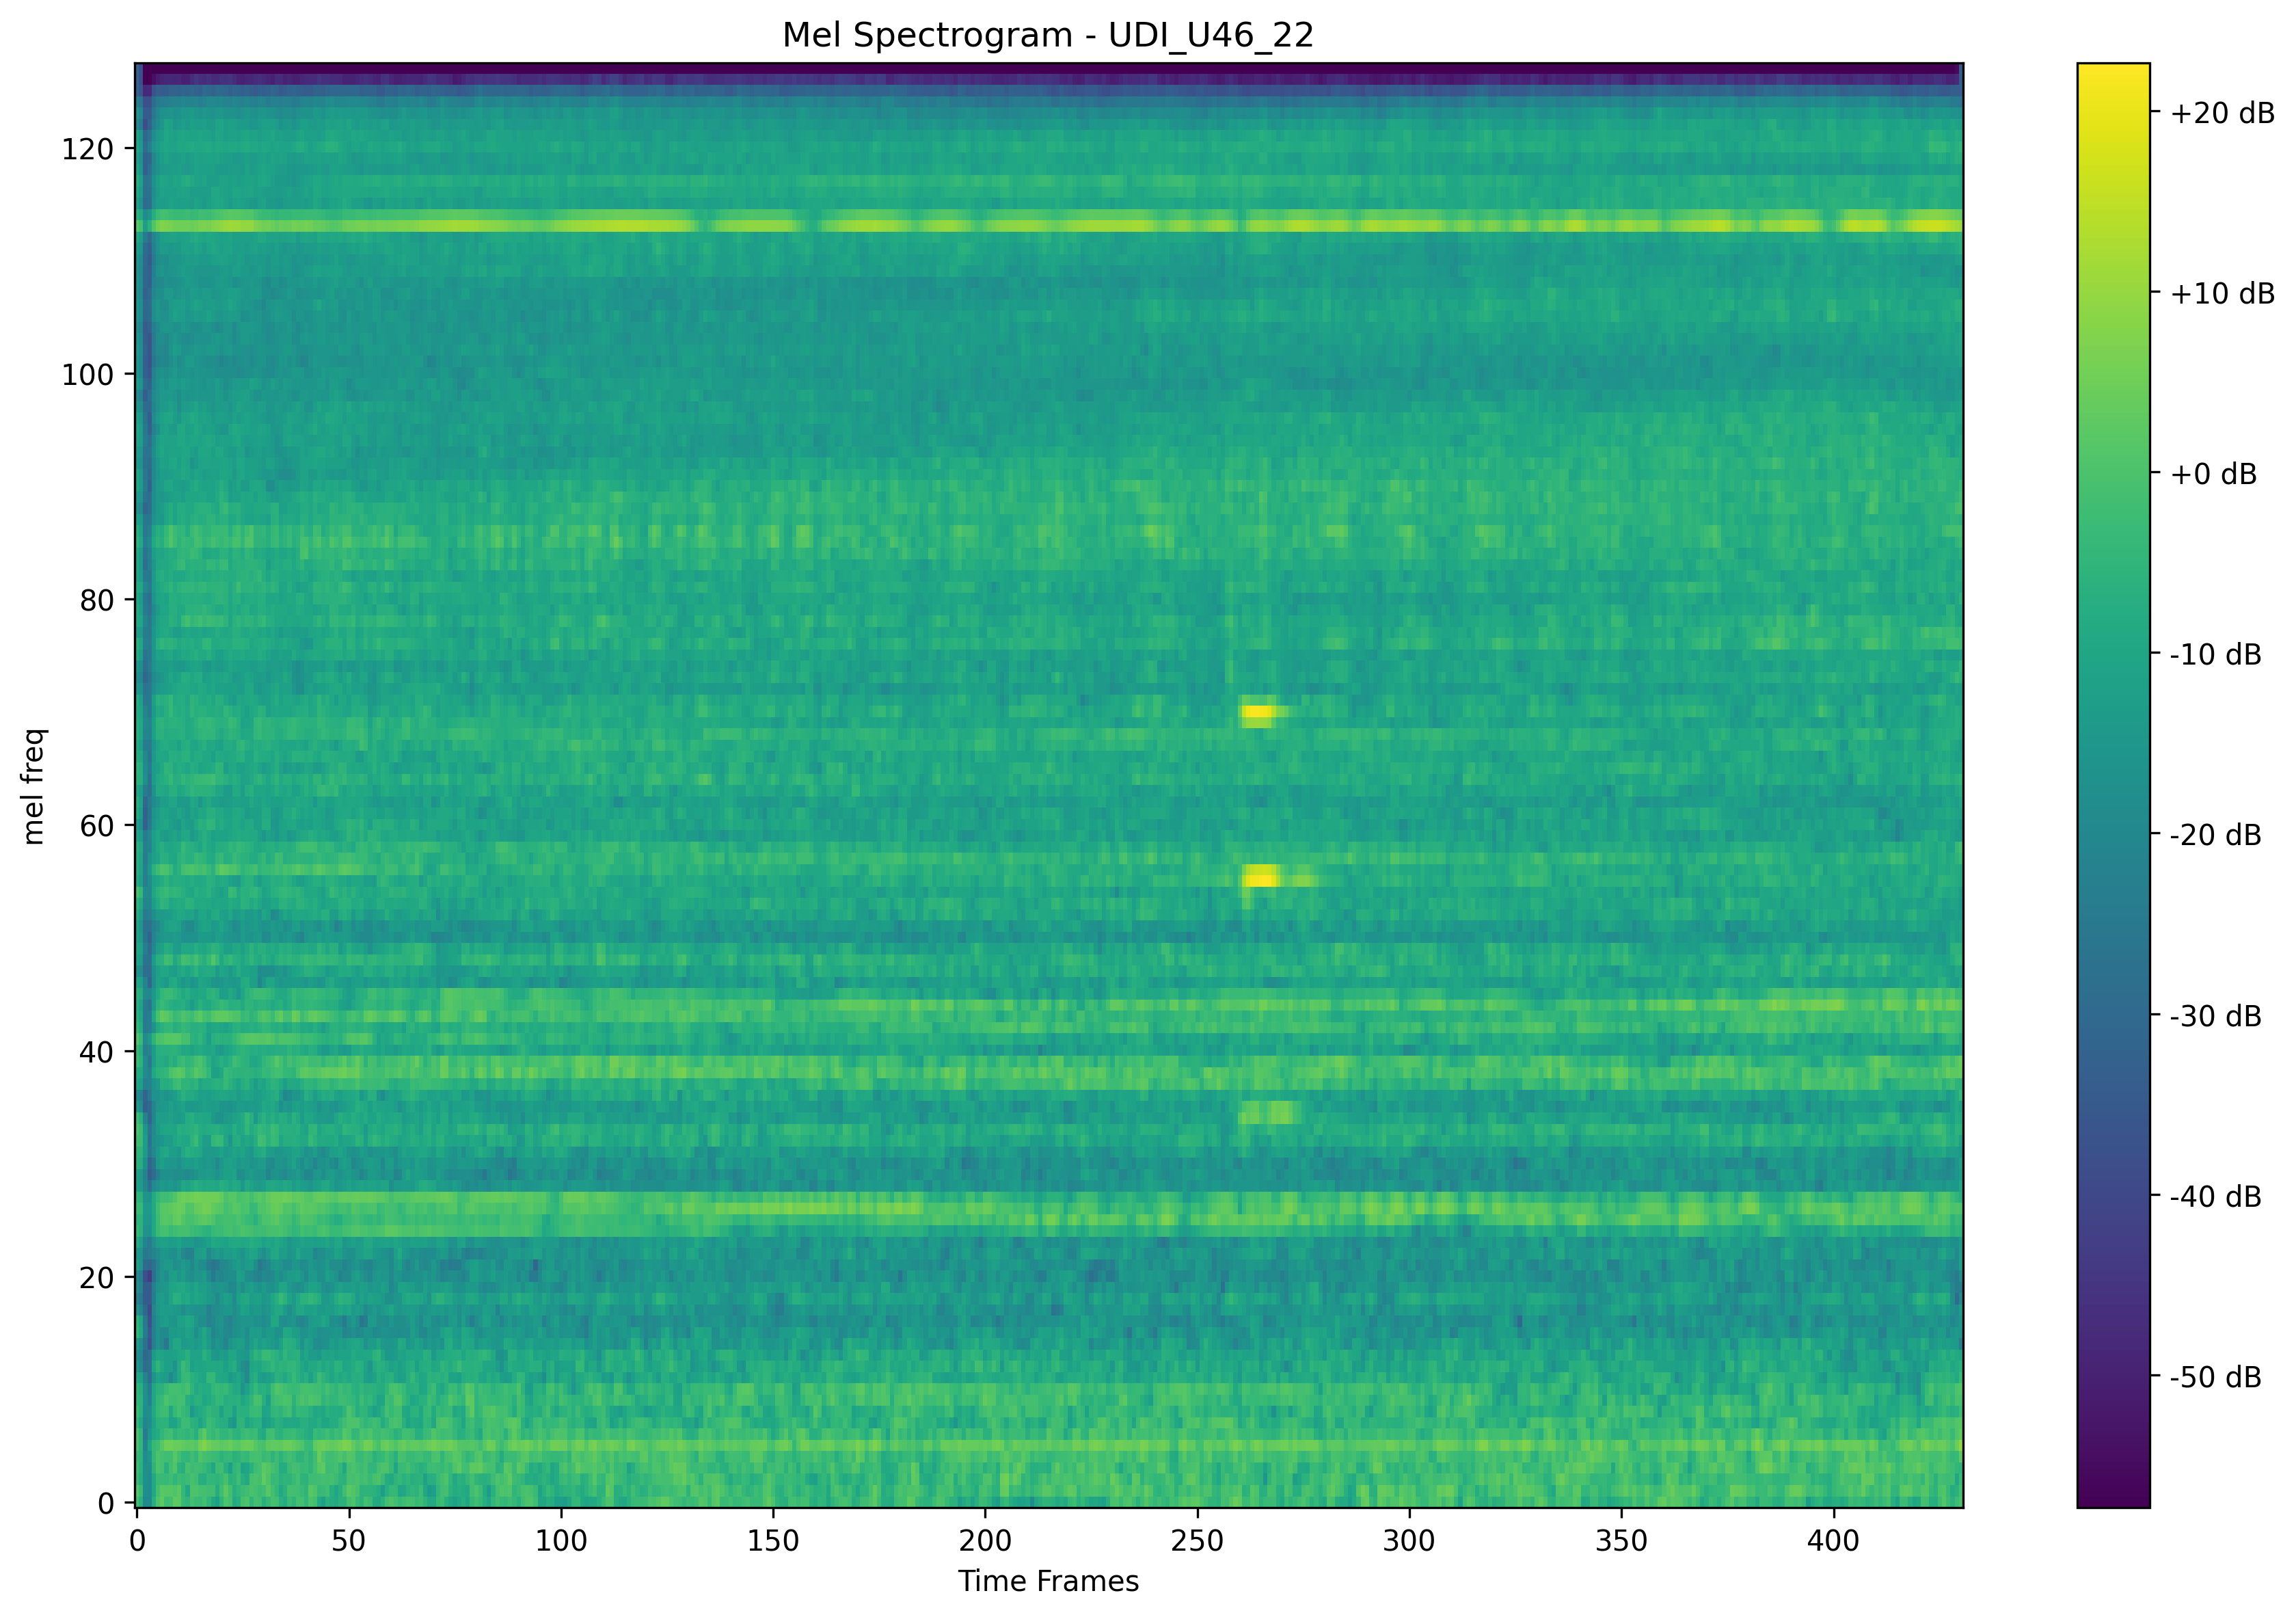 Mel Spectrogram - UDI_U46_22
mel freq
120
100
80
60
40
20
0
0 50 100 150 200 250 300 350 400
Time Frames
+20 dB
+10 dB
+0 dB
-10 dB
-20 dB
-30 dB
-40 dB
-50 dB